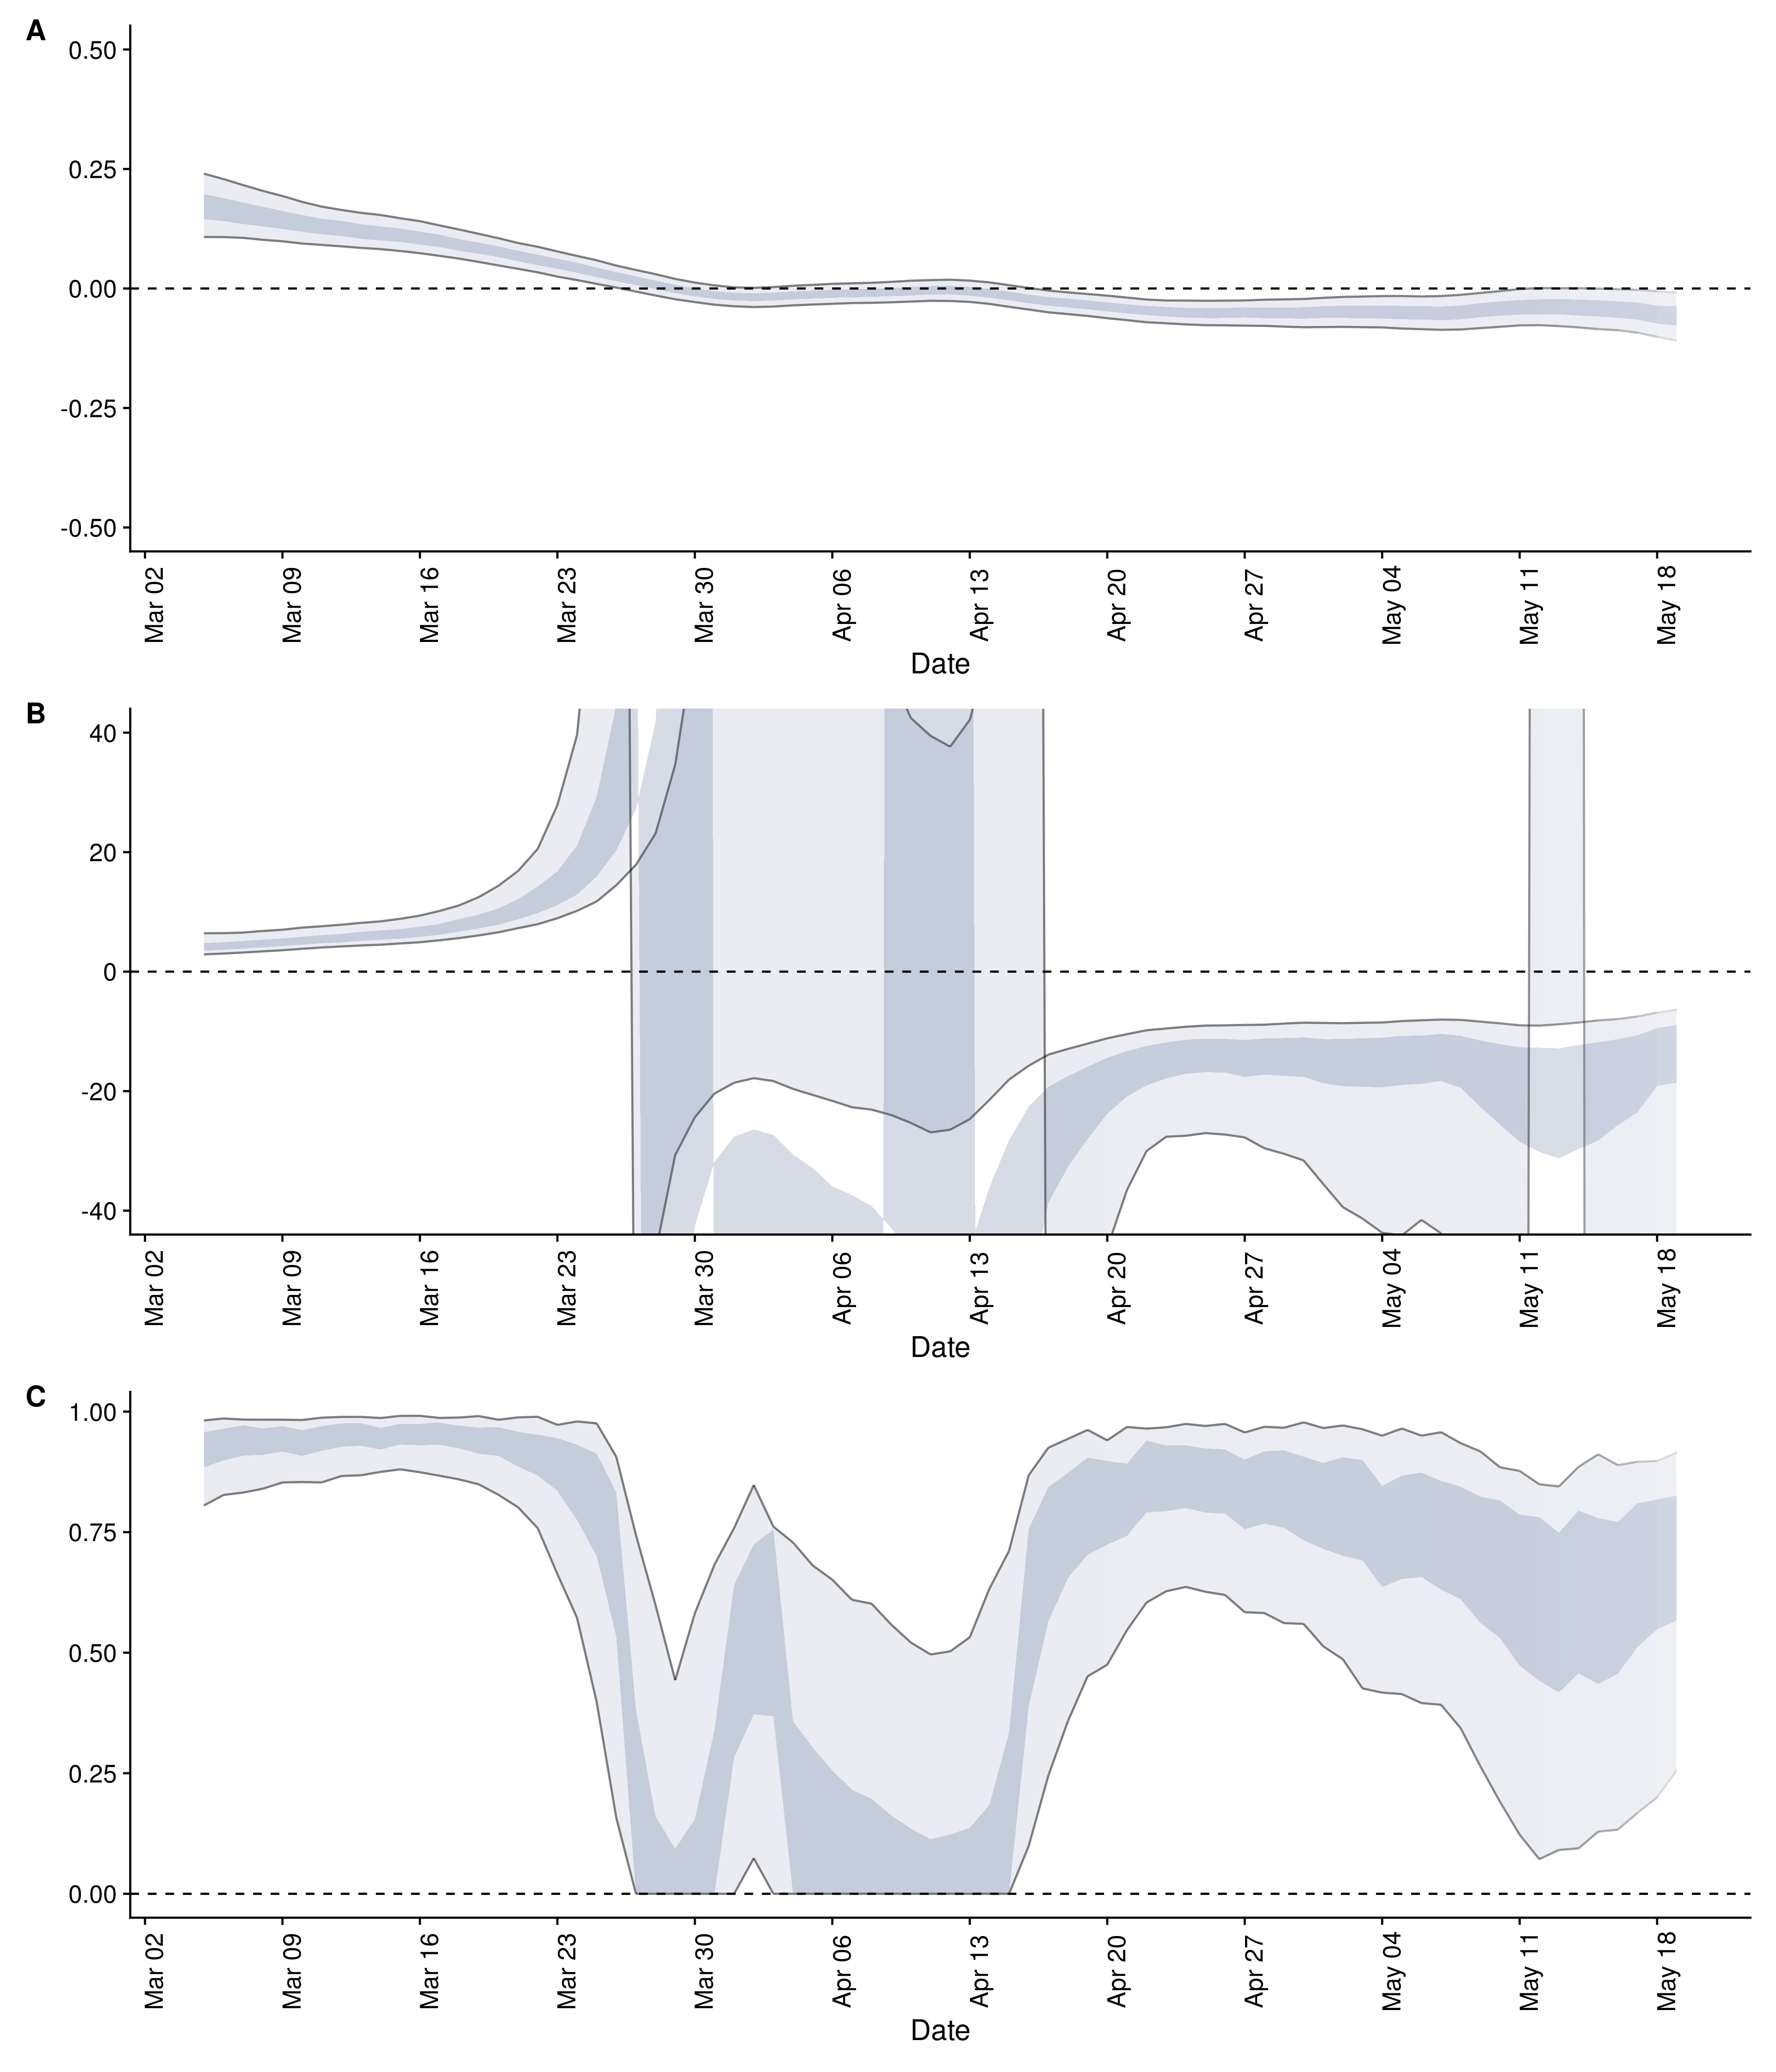 A
0.50
0.25
0.00
-0.25
-0.50
Mar 02
Mar 09
Mar 16
Mar 23
Mar 30
Apr 06
Apr 13
Apr 20
Apr 27
May 04
May 11
May 18
Date
B
40
20
0
-20
-40
Mar 02
Mar 09
Mar 16
Mar 23
Mar 30
Apr 06
Apr 13
Apr 20
Apr 27
May 04
May 11
May 18
Date
C
1.00
0.75
0.50
0.25
0.00
Mar 02
Mar 09
Mar 16
Mar 23
Mar 30
Apr 06
Apr 13
Apr 20
Apr 27
May 04
May 11
May 18
Date